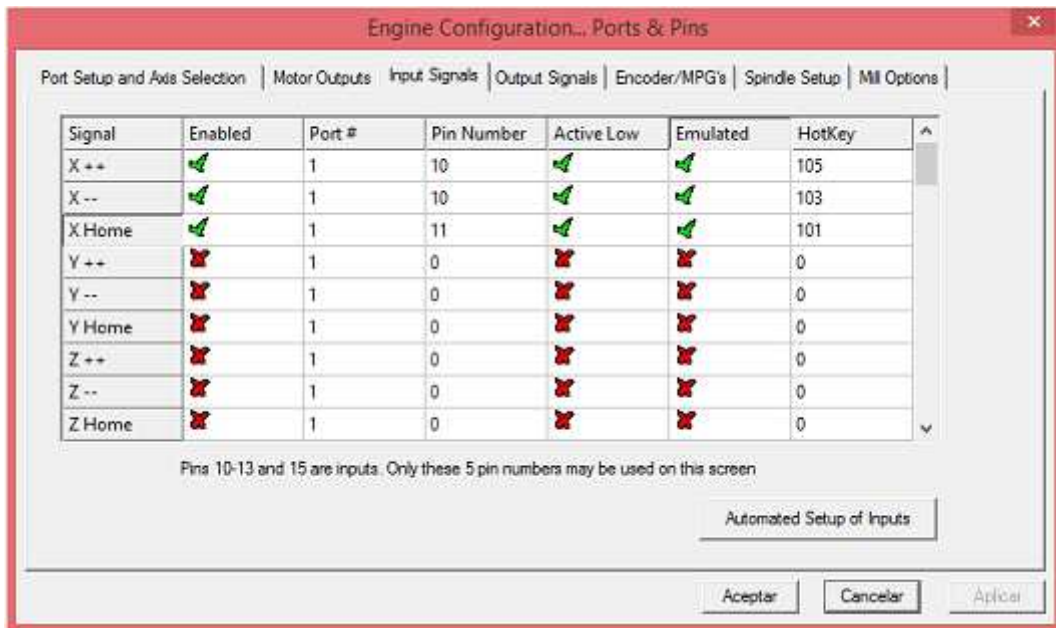 Engine Configuration... Ports & Pins
Port Setup and Axis Selection Motor Outputs Input Signals Output Signals Encoder/MPG's Spindle Setup Mill Options
Signal Enabled Port # Pin Number Active Low Emulated HotKey
X ++ 1 10 105
X -- 1 10 103
X Home 1 11 101
Y ++ 1 0 0
Y -- 1 0 0
Y Home 1 0 0
Z ++ 1 0 0
Z -- 1 0 0
Z Home 1 0 0
Pins 10-13 and 15 are inputs. Only these 5 pin numbers may be used on this screen
Automated Setup of Inputs
Aceptar Cancelar Aplicar